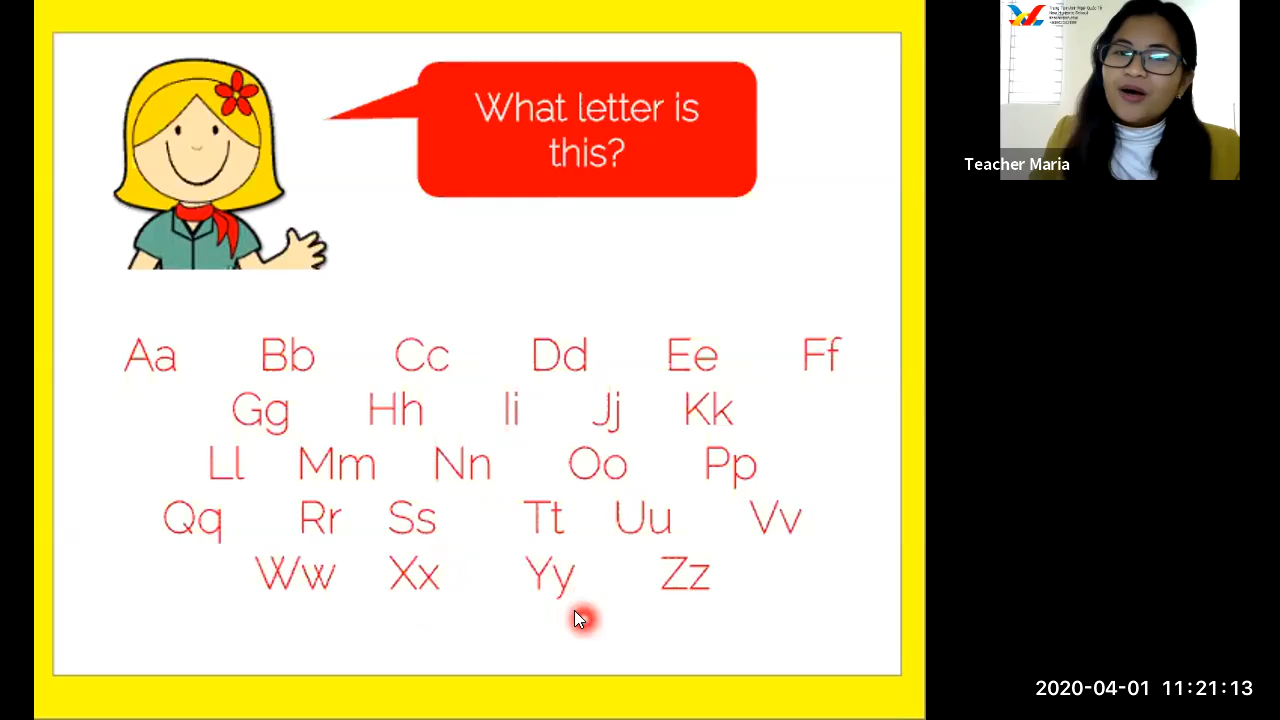 What letter is
this?
Aa Bb Cc Dd Ee Ff
Gg Hh Ii Jj Kk
Ll Mm Nn Oo Pp
Qq Rr Ss Tt Uu Vv
Ww Xx Yy Zz
Teacher Maria
2020-04-01 11:21:13